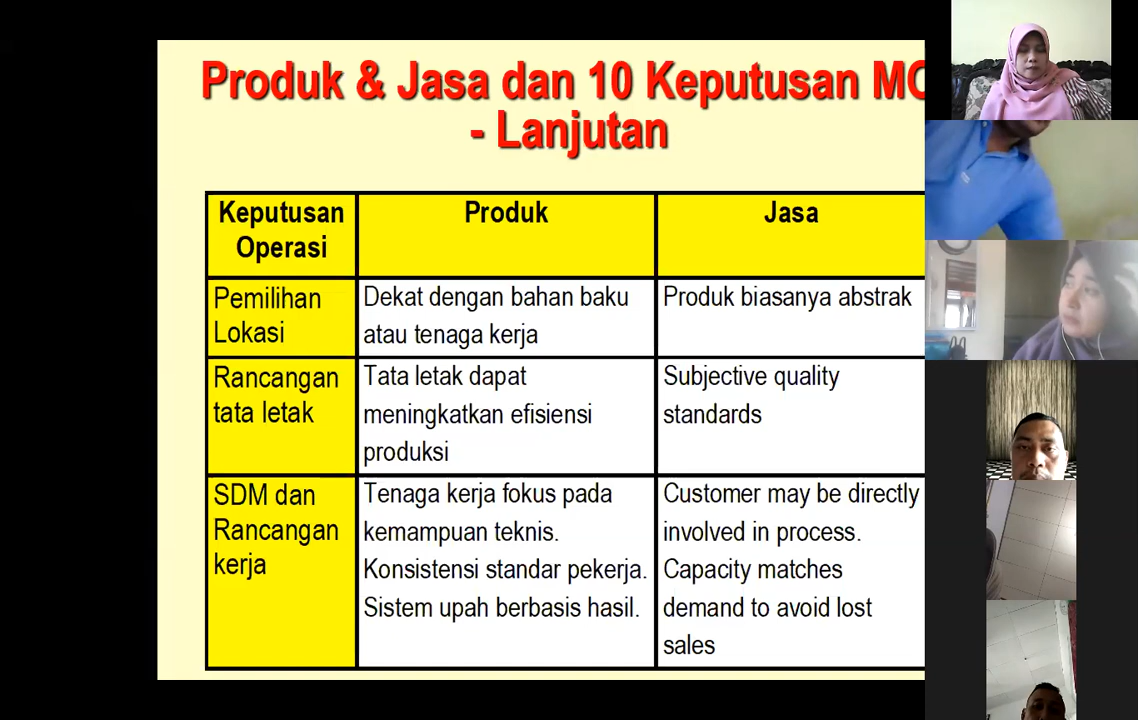 Produk & Jasa dan 10 Keputusan
- Lanjutan
Keputusan Operasi
Produk
Jasa
Pemilihan
Lokasi
Dekat dengan bahan baku
atau tenaga kerja
Produk biasanya abstrak
Rancangan
tata letak
Tata letak dapat
meningkatkan efisiensi
produksi
Subjective quality
standards
SDM dan
Rancangan
kerja
Tenaga kerja fokus pada
kemampuan teknis.
Konsistensi standar pekerja.
Sistem upah berbasis hasil.
Customer may be directly
involved in process.
Capacity matches
demand to avoid lost
sales